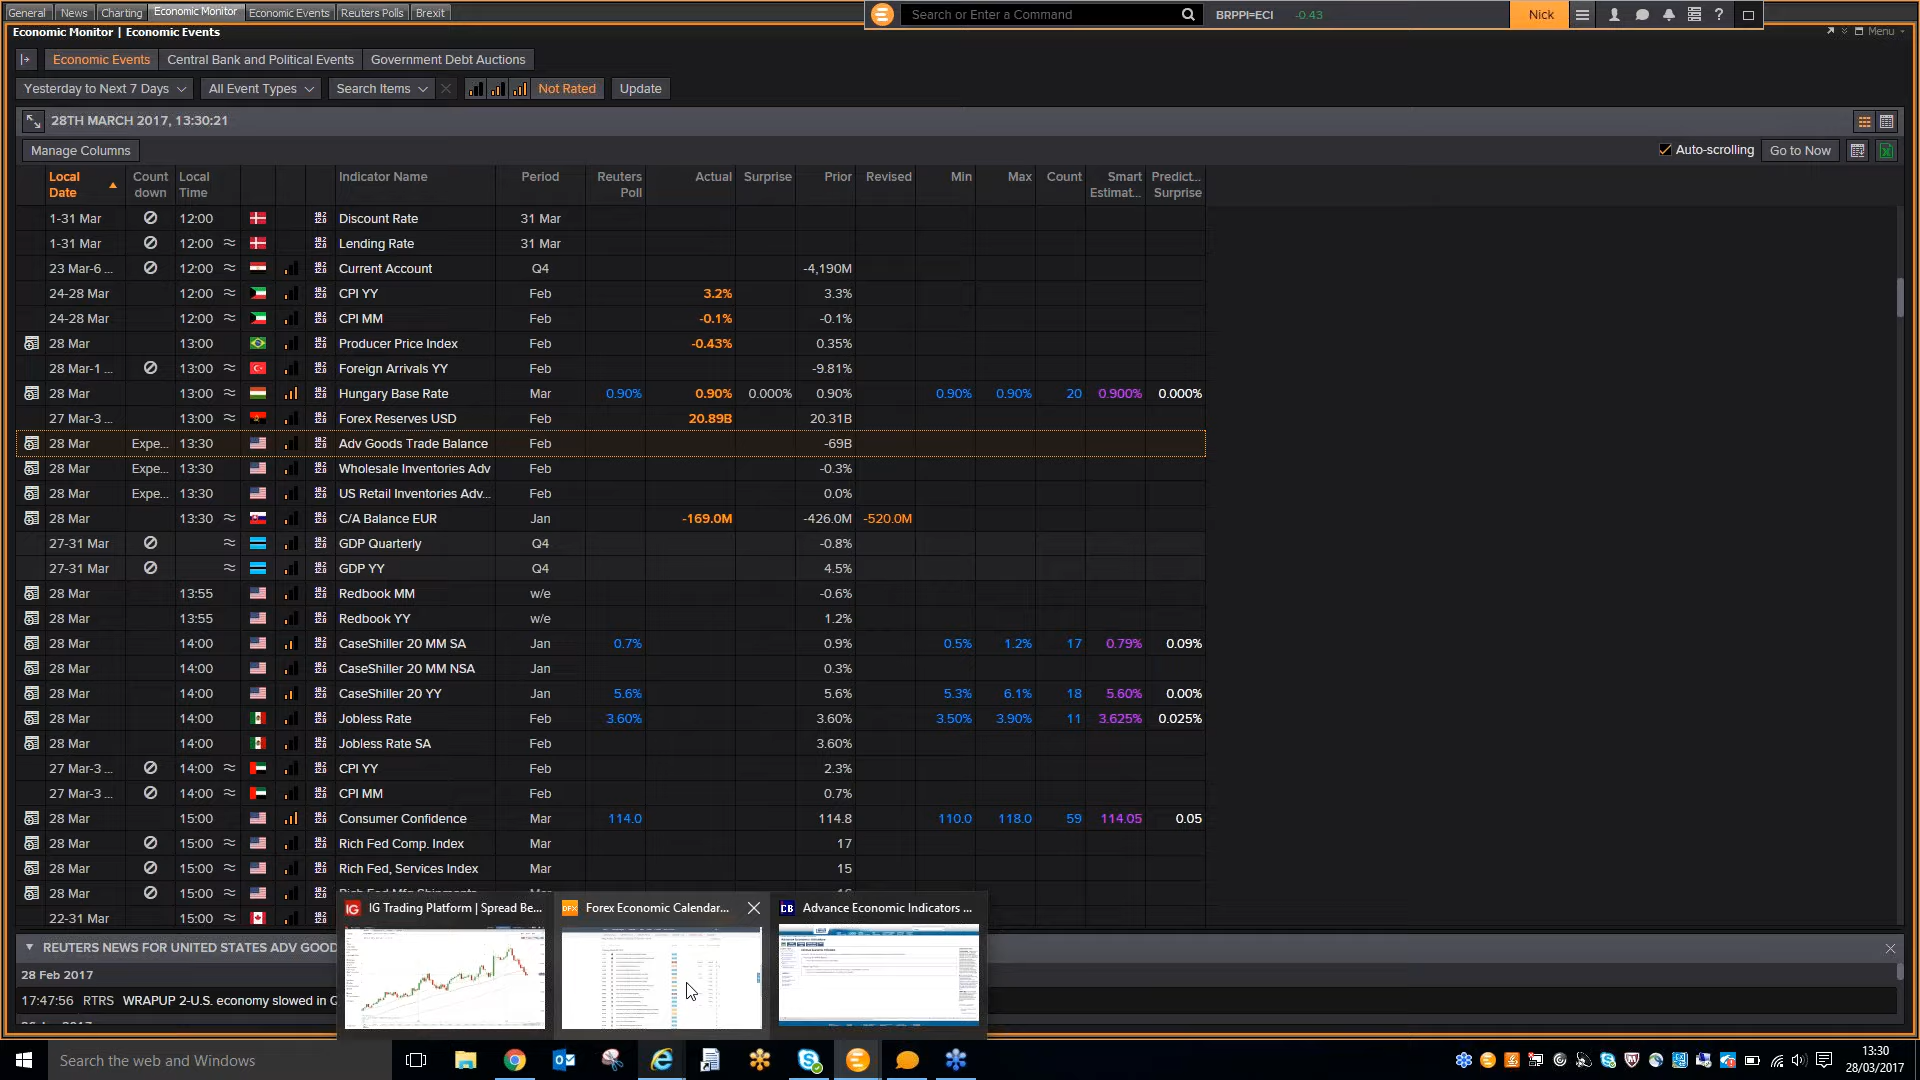 General News Charting Economic Monitor Economic Events Reuters Polls Brexit
Search or Enter a Command BRPPI=ECI -0.43 Nick ?
Economic Monitor | Economic Events Menu
Economic Events Central Bank and Political Events Government Debt Auctions
Yesterday to Next 7 Days All Event Types Search Items Not Rated Update
28TH MARCH 2017, 13:30:21
Manage Columns Auto-scrolling Go to Now
Local Date Count down Local Time Indicator Name Period Reuters Poll Actual Surprise Prior Revised Min Max Count Smart Estimat... Predict... Surprise
1-31 Mar 12:00 Discount Rate 31 Mar
1-31 Mar 12:00 ≈ Lending Rate 31 Mar
23 Mar-6 ... 12:00 ≈ Current Account Q4 -4,190M
24-28 Mar 12:00 ≈ CPI YY Feb 3.2% 3.3%
24-28 Mar 12:00 ≈ CPI MM Feb -0.1% -0.1%
28 Mar 13:00 Producer Price Index Feb -0.43% 0.35%
28 Mar-1 ... 13:00 ≈ Foreign Arrivals YY Feb -9.81%
28 Mar 13:00 ≈ Hungary Base Rate Mar 0.90% 0.90% 0.000% 0.90% 0.90% 0.90% 20 0.900% 0.000%
27 Mar-3 ... 13:00 ≈ Forex Reserves USD Feb 20.89B 20.31B
28 Mar Expe... 13:30 Adv Goods Trade Balance Feb -69B
28 Mar Expe... 13:30 Wholesale Inventories Adv Feb -0.3%
28 Mar Expe... 13:30 US Retail Inventories Adv... Feb 0.0%
28 Mar 13:30 ≈ C/A Balance EUR Jan -169.0M -426.0M -520.0M
27-31 Mar ≈ GDP Quarterly Q4 -0.8%
27-31 Mar ≈ GDP YY Q4 4.5%
28 Mar 13:55 Redbook MM w/e -0.6%
28 Mar 13:55 Redbook YY w/e 1.2%
28 Mar 14:00 CaseShiller 20 MM SA Jan 0.7% 0.9% 0.5% 1.2% 17 0.79% 0.09%
28 Mar 14:00 CaseShiller 20 MM NSA Jan 0.3%
28 Mar 14:00 CaseShiller 20 YY Jan 5.6% 5.6% 5.3% 6.1% 18 5.60% 0.00%
28 Mar 14:00 Jobless Rate Feb 3.60% 3.60% 3.50% 3.90% 11 3.625% 0.025%
28 Mar 14:00 Jobless Rate SA Feb 3.60%
27 Mar-3 ... 14:00 ≈ CPI YY Feb 2.3%
27 Mar-3 ... 14:00 ≈ CPI MM Feb 0.7%
28 Mar 15:00 Consumer Confidence Mar 114.0 114.8 110.0 118.0 59 114.05 0.05
28 Mar 15:00 ≈ Rich Fed Comp. Index Mar 17
28 Mar 15:00 ≈ Rich Fed, Services Index Mar 15
28 Mar 15:00 ≈
22-31 Mar 15:00 ≈
IG IG Trading Platform | Spread Be... DFX Forex Economic Calendar... CB Advance Economic Indicators ...
REUTERS NEWS FOR UNITED STATES ADV GOOD
28 Feb 2017
17:47:56 RTRS WRAPUP 2-U.S. economy slowed in Q
Search the web and Windows
13:30
28/03/2017